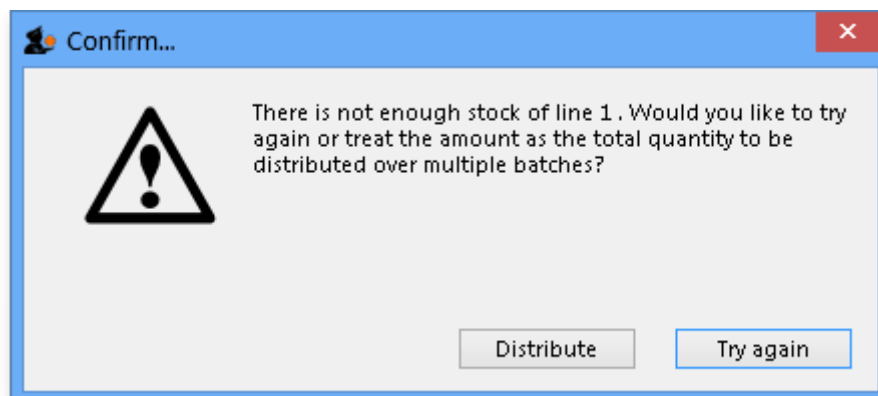 Confirm...
There is not enough stock of line 1 . Would you like to try
again or treat the amount as the total quantity to be
distributed over multiple batches?
Distribute
Try again